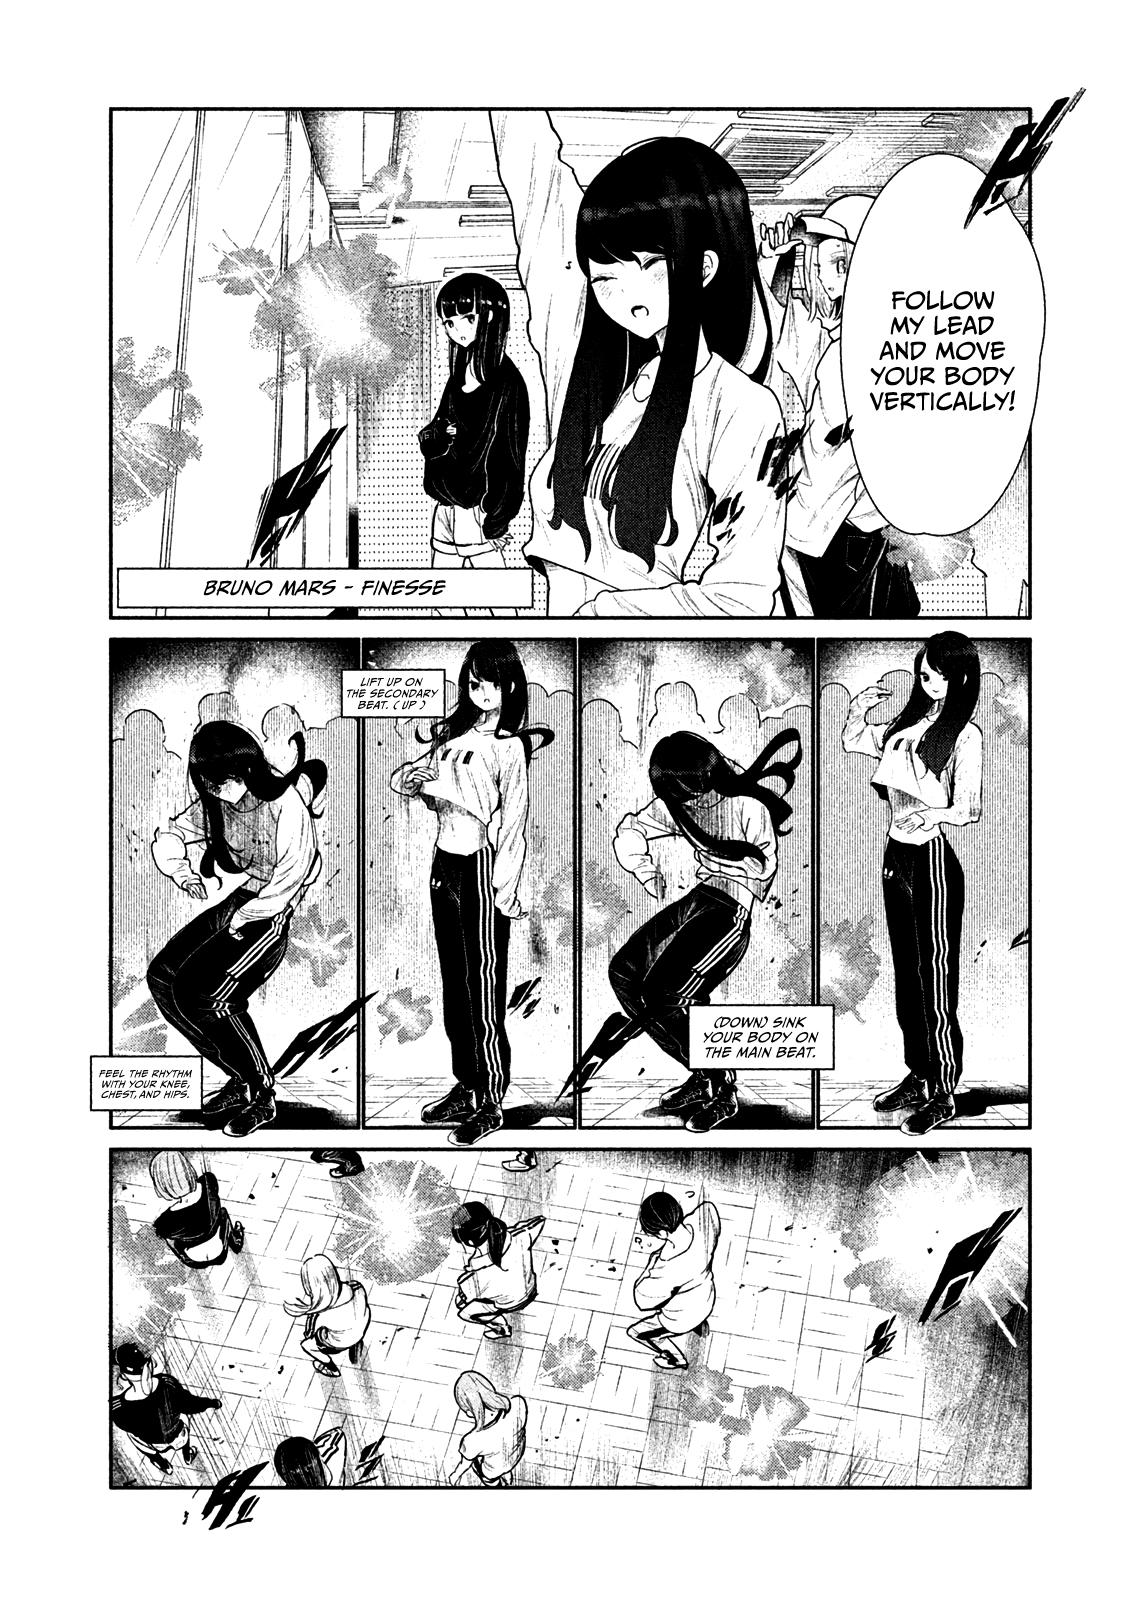 FOLLOW
MY LEAD
AND MOVE
YOUR BODY
VERTICALLY!
BRUNO MARS - FINESSE
LIFT UP ON
THE SECONDARY
BEAT. (UP)
FEEL THE RHYTHM
WITH YOUR KNEE,
CHEST, AND HIPS.
(DOWN) SINK
YOUR BODY ON
THE MAIN BEAT.